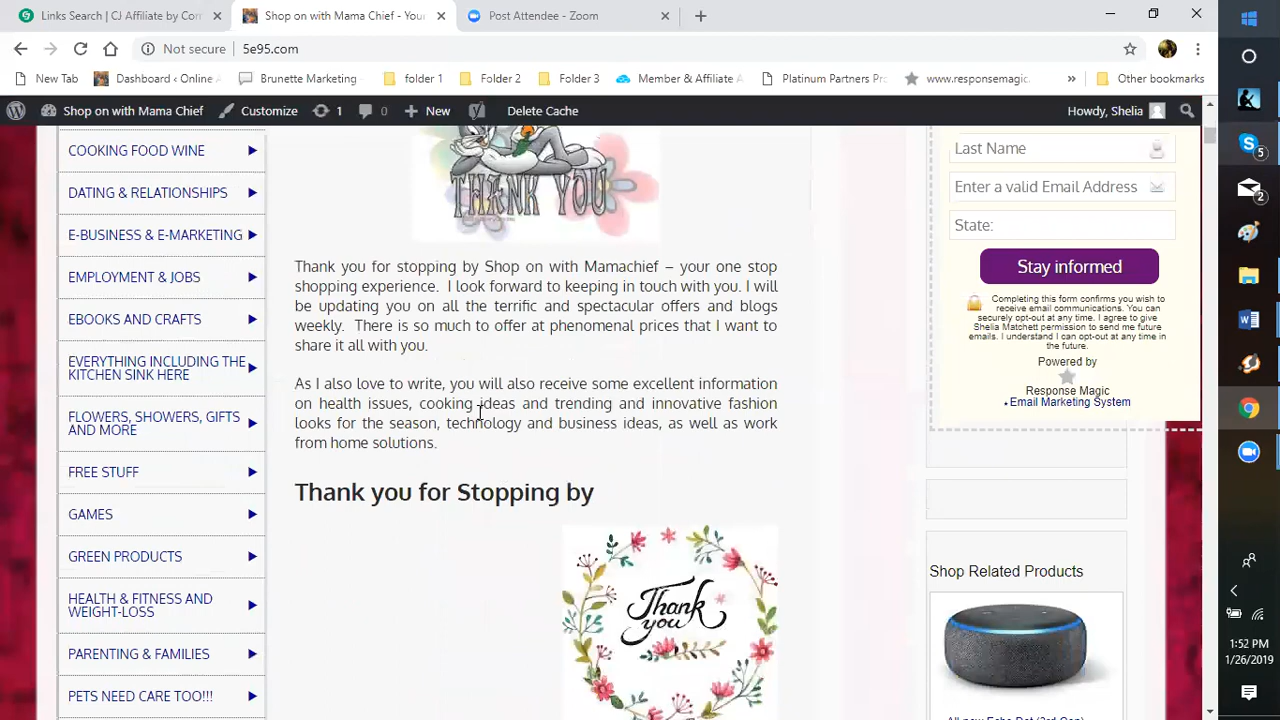 Links Search | CJ Affiliate by Com
Shop on with Mama Chief - Your
Post Attendee - Zoom
Not secure
5e95.com
New Tab
Dashboard ‹ Online A
Brunette Marketing -
folder 1
Folder 2
Folder 3
Member & Affiliate A
Platinum Partners Pr
www.responsemagic.
»
Other bookmarks
Shop on with Mama Chief
Customize
1
0
New
Delete Cache
Howdy, Shelia
COOKING FOOD WINE
DATING & RELATIONSHIPS
E-BUSINESS & E-MARKETING
EMPLOYMENT & JOBS
EBOOKS AND CRAFTS
EVERYTHING INCLUDING THE
KITCHEN SINK HERE
FLOWERS, SHOWERS, GIFTS
AND MORE
FREE STUFF
GAMES
GREEN PRODUCTS
HEALTH & FITNESS AND
WEIGHT-LOSS
PARENTING & FAMILIES
PETS NEED CARE TOO!!!
THANK YOU
Thank you for stopping by Shop on with Mamachief – your one stop
shopping experience. I look forward to keeping in touch with you. I will
be updating you on all the terrific and spectacular offers and blogs
weekly. There is so much to offer at phenomenal prices that I want to
share it all with you.
As I also love to write, you will also receive some excellent information
on health issues, cooking ideas and trending and innovative fashion
looks for the season, technology and business ideas, as well as work
from home solutions.
Thank you for Stopping by
Thank
you
Last Name
Enter a valid Email Address
State:
Stay informed
Completing this form confirms you wish to
receive email communications. You can
securely opt-out at any time. I agree to give
Shelia Matchett permission to send me future
emails. I understand I can opt-out at any time in
the future.
Powered by
Response Magic
Email Marketing System
Shop Related Products
All-new Echo Dot (3rd Gen)
5
2
1:52 PM
1/26/2019